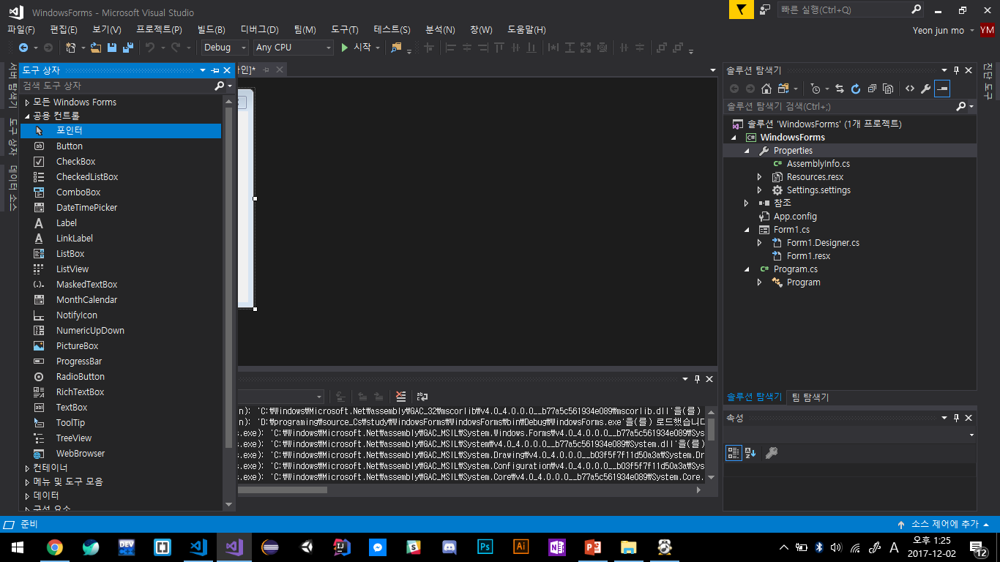 WindowsForms - Microsoft Visual Studio
빠른 실행(Ctrl+Q)
파일(F) 편집(E) 보기(V) 프로젝트(P) 빌드(B) 디버그(D) 팀(M) 도구(T) 테스트(S) 분석(N) 창(W) 도움말(H)
Yeon jun mo YM
Debug Any CPU 시작
서버 탐색기
도구 상자
데이터 소스
도구 상자
검색 도구 상자
모든 Windows Forms
공용 컨트롤
포인터
Button
CheckBox
CheckedListBox
ComboBox
DateTimePicker
Label
LinkLabel
ListBox
ListView
MaskedTextBox
MonthCalendar
NotifyIcon
NumericUpDown
PictureBox
ProgressBar
RadioButton
RichTextBox
TextBox
ToolTip
TreeView
WebBrowser
컨테이너
메뉴 및 도구 모음
데이터
구성 요소
인]*
n): 'C:₩Windows₩Microsoft.Net₩assembly₩GAC_32₩mscorlib₩v4.0_4.0.0.0__b77a5c561934e089₩mscorlib.dll'을(를)
n): 'D:₩programing₩source_Cs₩study₩WindowsForms₩WindowsForms₩bin₩Debug₩WindowsForms.exe'을(를) 로드했습니다
s.exe): 'C:₩Windows₩Microsoft.Net₩assembly₩GAC_MSIL₩System.Windows.Forms₩v4.0_4.0.0.0__b77a5c561934e089₩Sys
s.exe): 'C:₩Windows₩Microsoft.Net₩assembly₩GAC_MSIL₩System₩v4.0_4.0.0.0__b77a5c561934e089₩System.dll'을(를)
s.exe): 'C:₩Windows₩Microsoft.Net₩assembly₩GAC_MSIL₩System.Drawing₩v4.0_4.0.0.0__b03f5f7f11d50a3a₩System.Dr
s.exe): 'C:₩Windows₩Microsoft.Net₩assembly₩GAC_MSIL₩System.Configuration₩v4.0_4.0.0.0__b03f5f7f11d50a3a₩Sys
s.exe): 'C:₩Windows₩Microsoft.Net₩assembly₩GAC_MSIL₩System.Core₩v4.0_4.0.0.0__b77a5c561934e089₩System.Core.
솔루션 탐색기
솔루션 탐색기 검색(Ctrl+;)
솔루션 'WindowsForms' (1개 프로젝트)
C# WindowsForms
Properties
C# AssemblyInfo.cs
Resources.resx
Settings.settings
참조
App.config
Form1.cs
Form1.Designer.cs
Form1.resx
C# Program.cs
Program
솔루션 탐색기 팀 탐색기
속성
진단 도구
준비
소스 제어에 추가
DEV
A
오후 1:25
2017-12-02
12
Ps
Ai